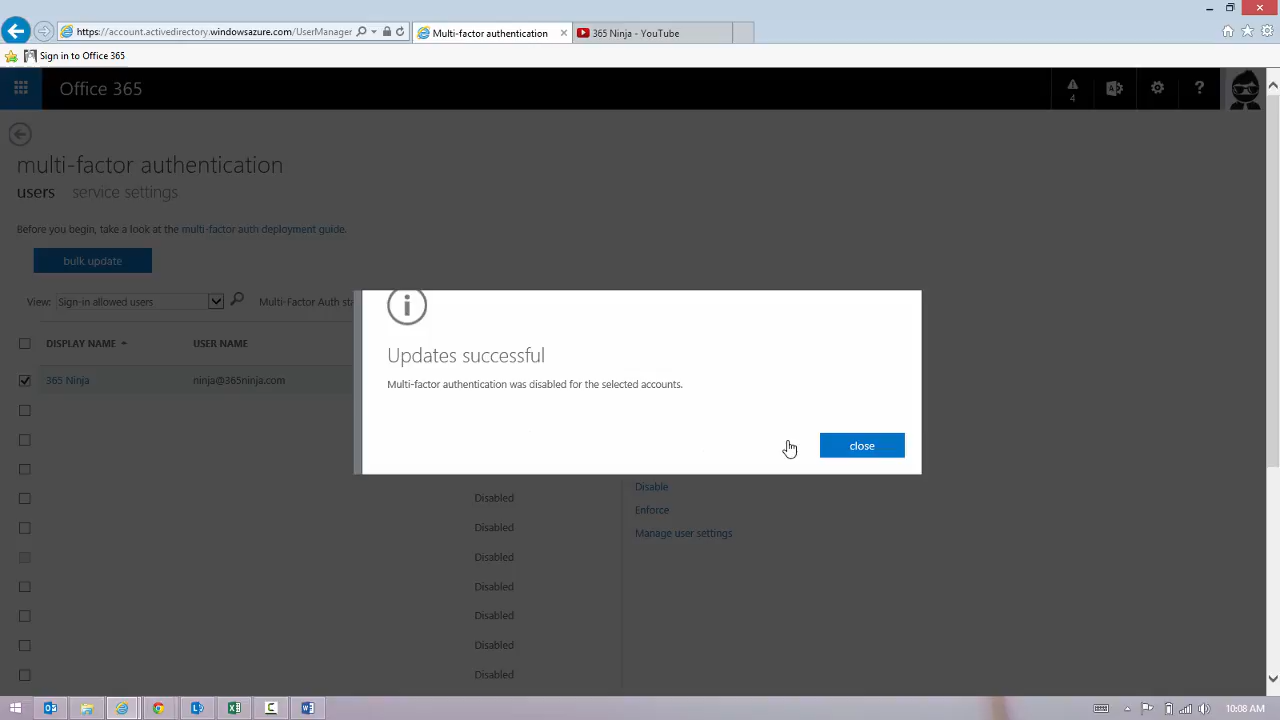 https://account.activedirectory.windowsazure.com/UserManager
Multi-factor authentication
365 Ninja - YouTube
Sign in to Office 365
Office 365
4
?
multi-factor authentication
users service settings
Before you begin, take a look at the multi-factor auth deployment guide.
bulk update
View: Sign-in allowed users
Multi-Factor Auth sta
DISPLAY NAME
USER NAME
365 Ninja
ninja@365ninja.com
Updates successful
Multi-factor authentication was disabled for the selected accounts.
close
Disabled
Disabled
Disabled
Disabled
Disabled
Disabled
Disabled
Disable
Enforce
Manage user settings
10:08 AM